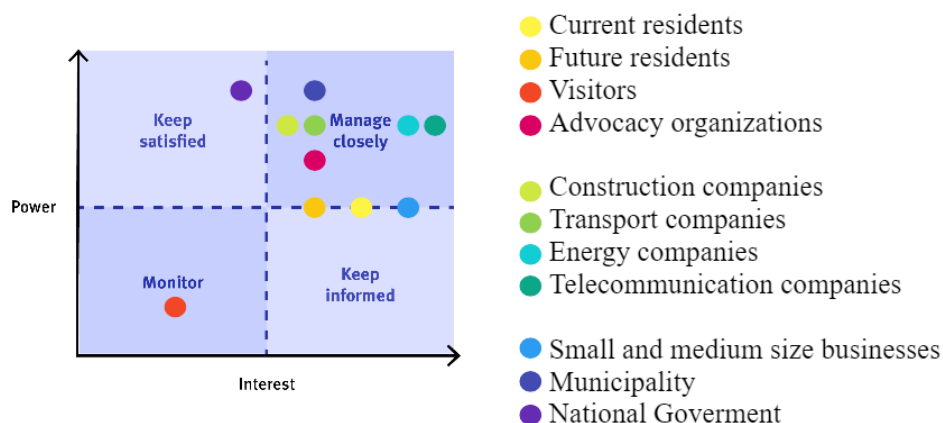 Keep
satisfied
Manage
closely
Power
Monitor
Keep
informed
Interest
Current residents
Future residents
Visitors
Advocacy organizations
Construction companies
Transport companies
Energy companies
Telecommunication companies
Small and medium size businesses
Municipality
National Goverment